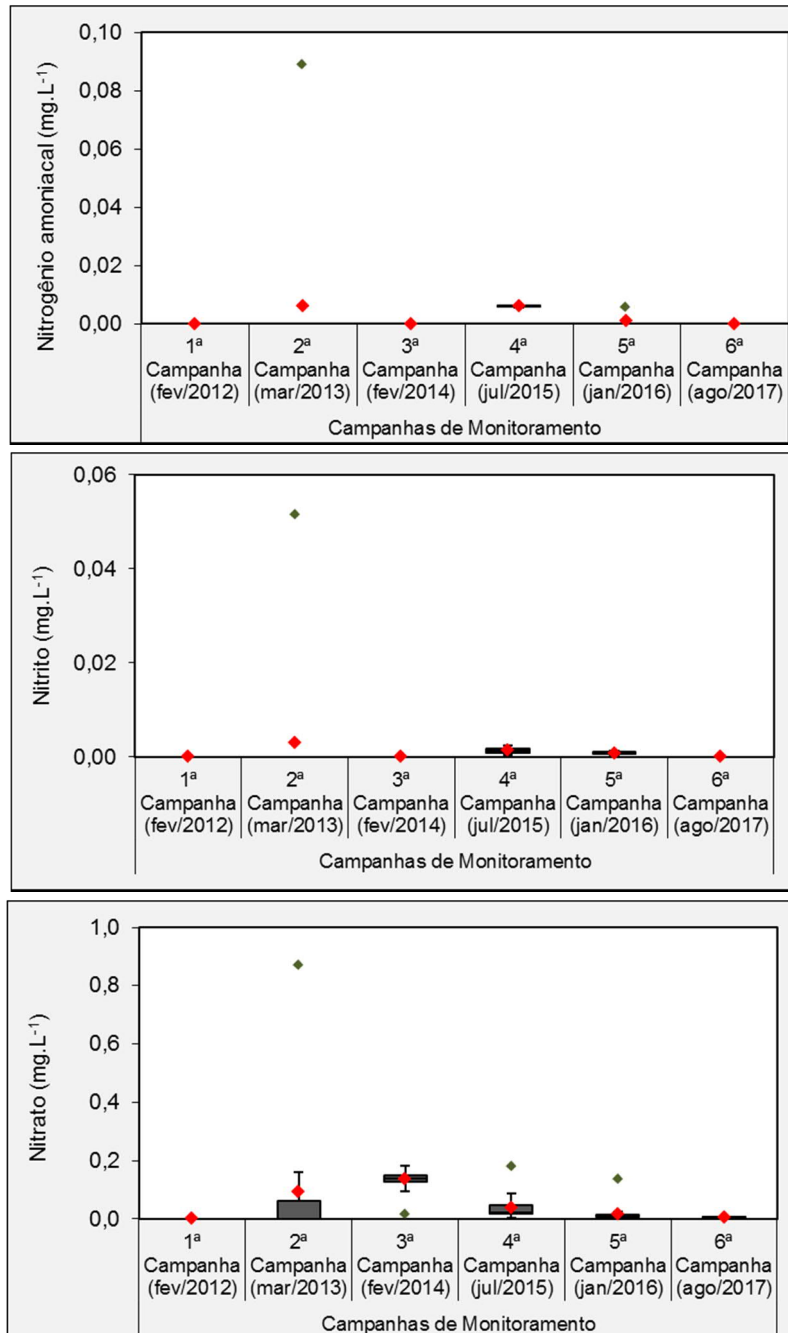 Nitrogênio amoniacal (mg.L-1)
0,10
0,08
0,06
0,04
0,02
0,00
1ª Campanha (fev/2012)
2ª Campanha (mar/2013)
3ª Campanha (fev/2014)
4ª Campanha (jul/2015)
5ª Campanha (jan/2016)
6ª Campanha (ago/2017)
Campanhas de Monitoramento
Nitrito (mg.L-1)
0,06
0,04
0,02
0,00
1ª Campanha (fev/2012)
2ª Campanha (mar/2013)
3ª Campanha (fev/2014)
4ª Campanha (jul/2015)
5ª Campanha (jan/2016)
6ª Campanha (ago/2017)
Campanhas de Monitoramento
Nitrato (mg.L-1)
1,0
0,8
0,6
0,4
0,2
0,0
1ª Campanha (fev/2012)
2ª Campanha (mar/2013)
3ª Campanha (fev/2014)
4ª Campanha (jul/2015)
5ª Campanha (jan/2016)
6ª Campanha (ago/2017)
Campanhas de Monitoramento